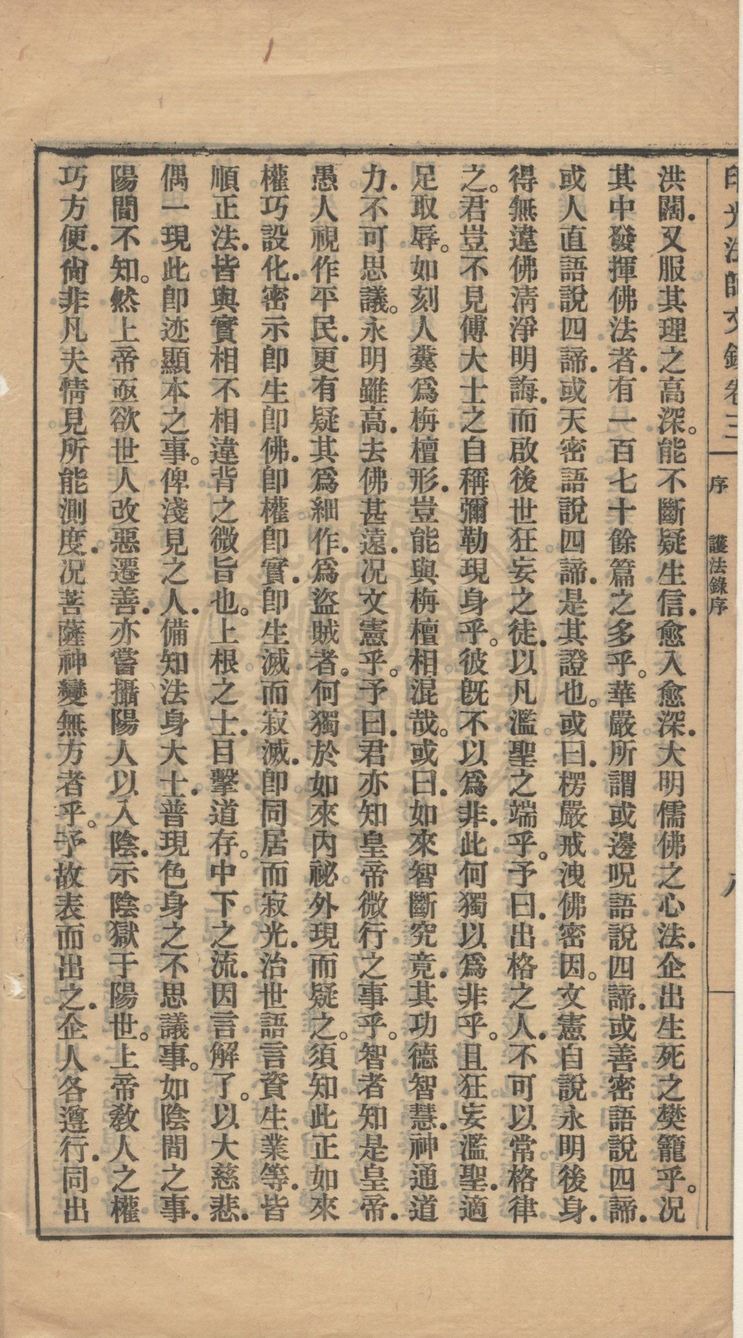 印光法師文鈔卷三　序　護法錄序　八
洪闊．又服其理之高深。能不斷疑生信．愈入愈深．大明儒佛之心法．企出生死之樊籠乎。況
其中發揮佛法者．有一百七十餘篇之多乎。華嚴所謂或邊呪語說四諦．或善密語說四諦．
或人直語說四諦．或天密語說四諦．是其證也。或曰．楞嚴戒洩佛密因。文憲自說永明後身．
得無違佛淸淨明誨．而啟後世狂妄之徒．以凡濫聖之端乎。予曰．出格之人．不可以常格律
之。君豈不見傅大士之自稱彌勒現身乎。彼既不以爲非．此何獨以爲非乎。且狂妄濫聖．適
足取辱。如刻人糞爲栴檀形．豈能與栴檀相混哉。或曰．如來智斷究竟．其功德智慧．神通道
力．不可思議。永明雖高．去佛甚遠．況文憲乎。予曰．君亦知皇帝微行之事乎。智者知是皇帝．
愚人視作平民．更有疑其爲細作．爲盜賊者。何獨於如來內祕外現而疑之。須知此正如來
權巧設化．密示卽生卽佛．卽權卽實．卽生滅而寂滅．卽同居而寂光．治世語言資生業等．皆
順正法．皆與實相不相違背之微旨也。上根之士．目擊道存。中下之流．因言解了。以大慈悲．
偶一現此卽迹顯本之事。俾淺見之人．備知法身大士．普現色身之不思議事。如陰間之事．
陽間不知。然上帝亟欲世人改惡遷善．亦嘗攝陽人以入陰．示陰獄于陽世。上帝敎人之權
巧方便．尙非凡夫情見所能測度．況菩薩神變無方者乎。予故表而出之．企人各遵行．同出